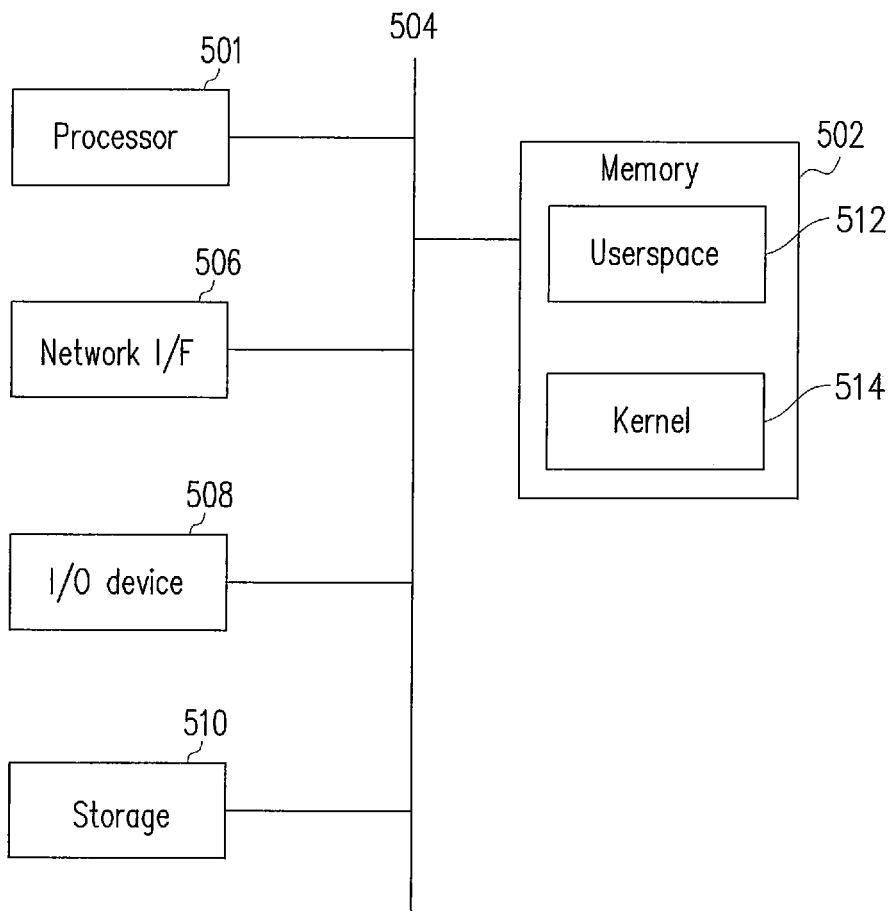 504
501
Processor
502
Memory
512
Userspace
506
Network I/F
514
Kernel
508
I/O device
510
Storage